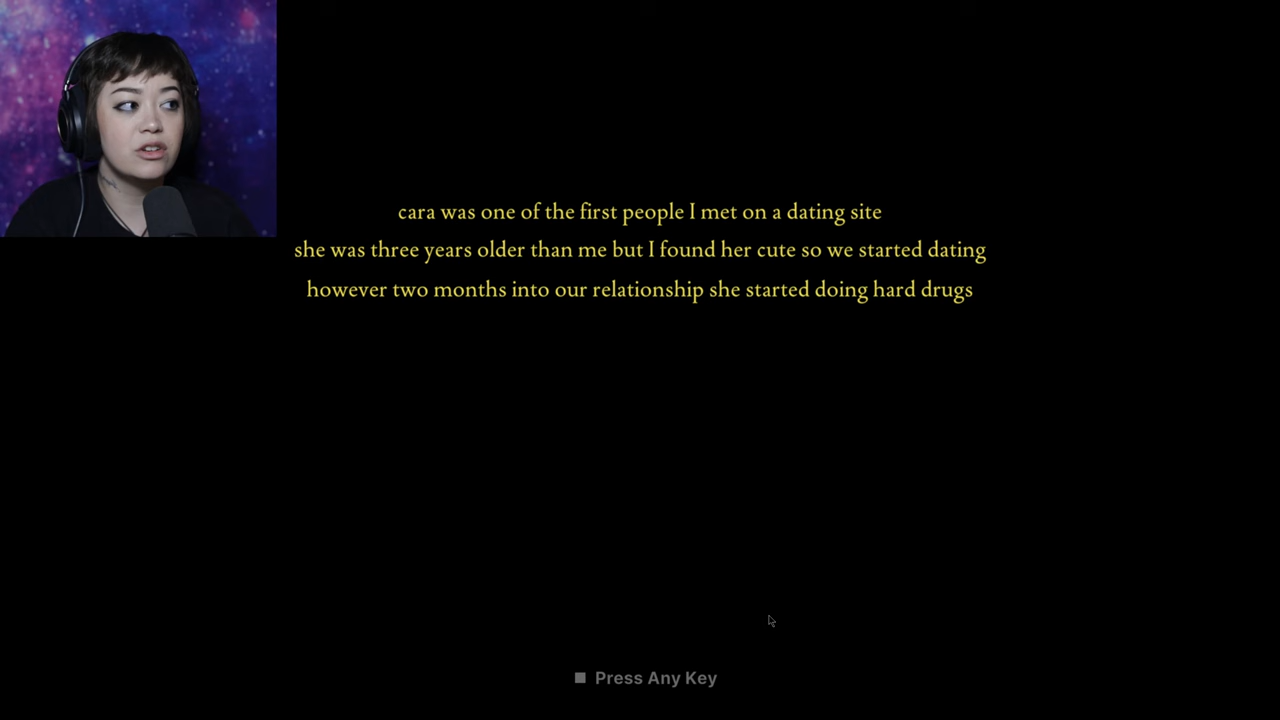 cara was one of the first people I met on a dating site
she was three years older than me but I found her cute so we started dating
however two months into our relationship she started doing hard drugs
Press Any Key